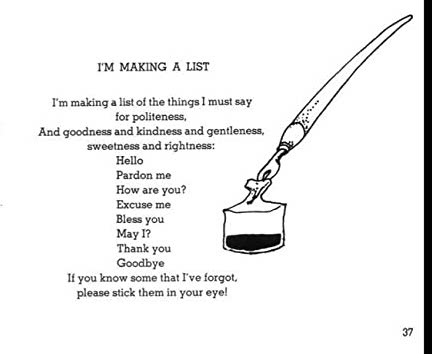 I'M MAKING A LIST
I'm making a list of the things I must say
for politeness,
And goodness and kindness and gentleness,
sweetness and rightness:
Hello
Pardon me
How are you?
Excuse me
Bless you
May I?
Thank you
Goodbye
If you know some that I've forgot,
please stick them in your eye!
37